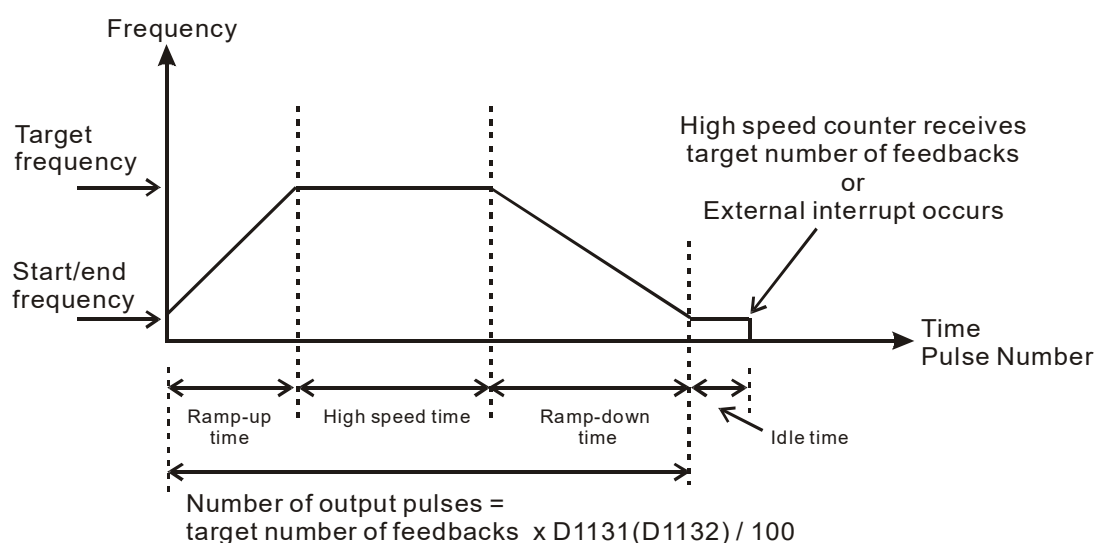 Frequency
Target
frequency
High speed counter receives
target number of feedbacks
or
External interrupt occurs
Start/end
frequency
Time
Pulse Number
Ramp-up
time
High speed time
Ramp-down
time
Idle time
Number of output pulses =
target number of feedbacks x D1131(D1132) / 100